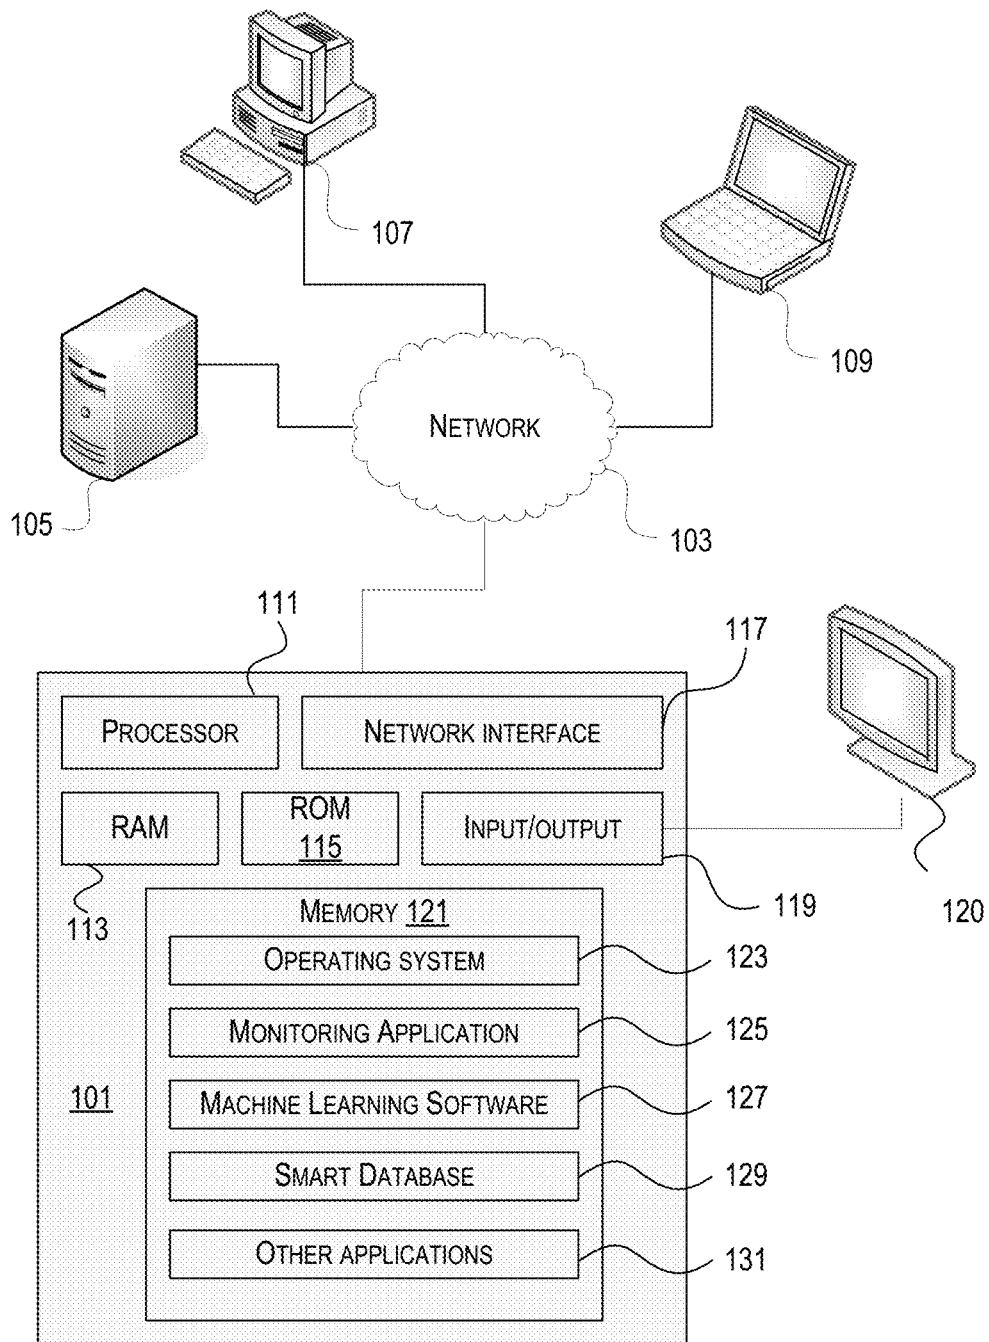 107
109
NETWORK
105
103
111
117
PROCESSOR
NETWORK INTERFACE
RAM
ROM
115
INPUT/OUTPUT
113
119
120
MEMORY 121
OPERATING SYSTEM
123
MONITORING APPLICATION
125
101
MACHINE LEARNING SOFTWARE
127
SMART DATABASE
129
OTHER APPLICATIONS
131